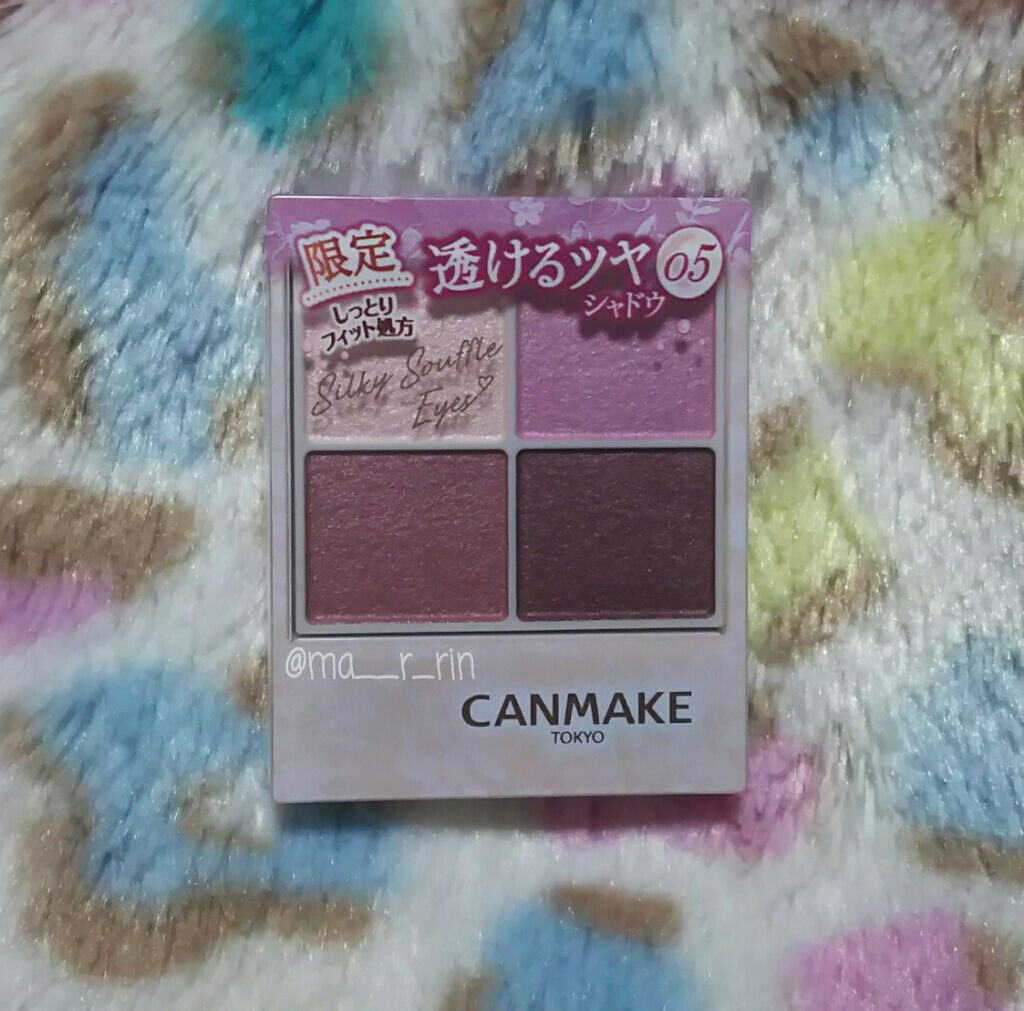 限定
しっとり
フィット処方
透けるツヤ
シャドウ
05
Silky Souffle
Eyes
@ma__r_rin
CANMAKE
TOKYO